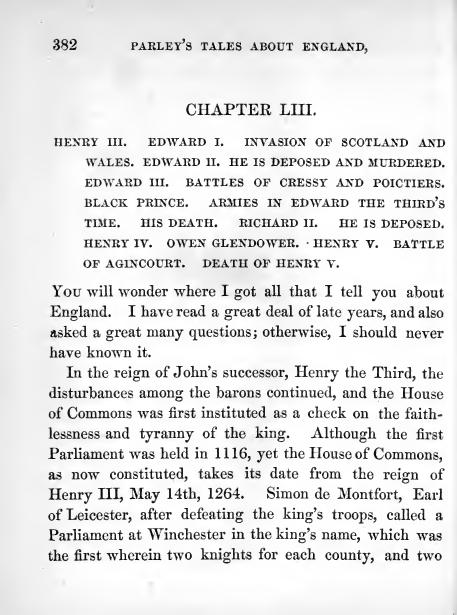 382 PARLEY'S TALES ABOUT ENGLAND,
CHAPTER LIII.
HENRY III. EDWARD I. INVASION OF SCOTLAND AND
WALES. EDWARD II. HE IS DEPOSED AND MURDERED.
EDWARD III. BATTLES OF CRESSY AND POICTIERS.
BLACK PRINCE. ARMIES IN EDWARD THE THIRD'S
TIME. HIS DEATH. RICHARD II. HE IS DEPOSED.
HENRY IV. OWEN GLENDOWER. HENRY V. BATTLE
OF AGINCOURT. DEATH OF HENRY V.
YOU will wonder where I got all that I tell you about
England. I have read a great deal of late years, and also
asked a great many questions; otherwise, I should never
have known it.
In the reign of John's successor, Henry the Third, the
disturbances among the barons continued, and the House
of Commons was first instituted as a check on the faith-
lessness and tyranny of the king. Although the first
Parliament was held in 1116, yet the House of Commons,
as now constituted, takes its date from the reign of
Henry III, May 14th, 1264. Simon de Montfort, Earl
of Leicester, after defeating the king's troops, called a
Parliament at Winchester in the king's name, which was
the first wherein two knights for each county, and two